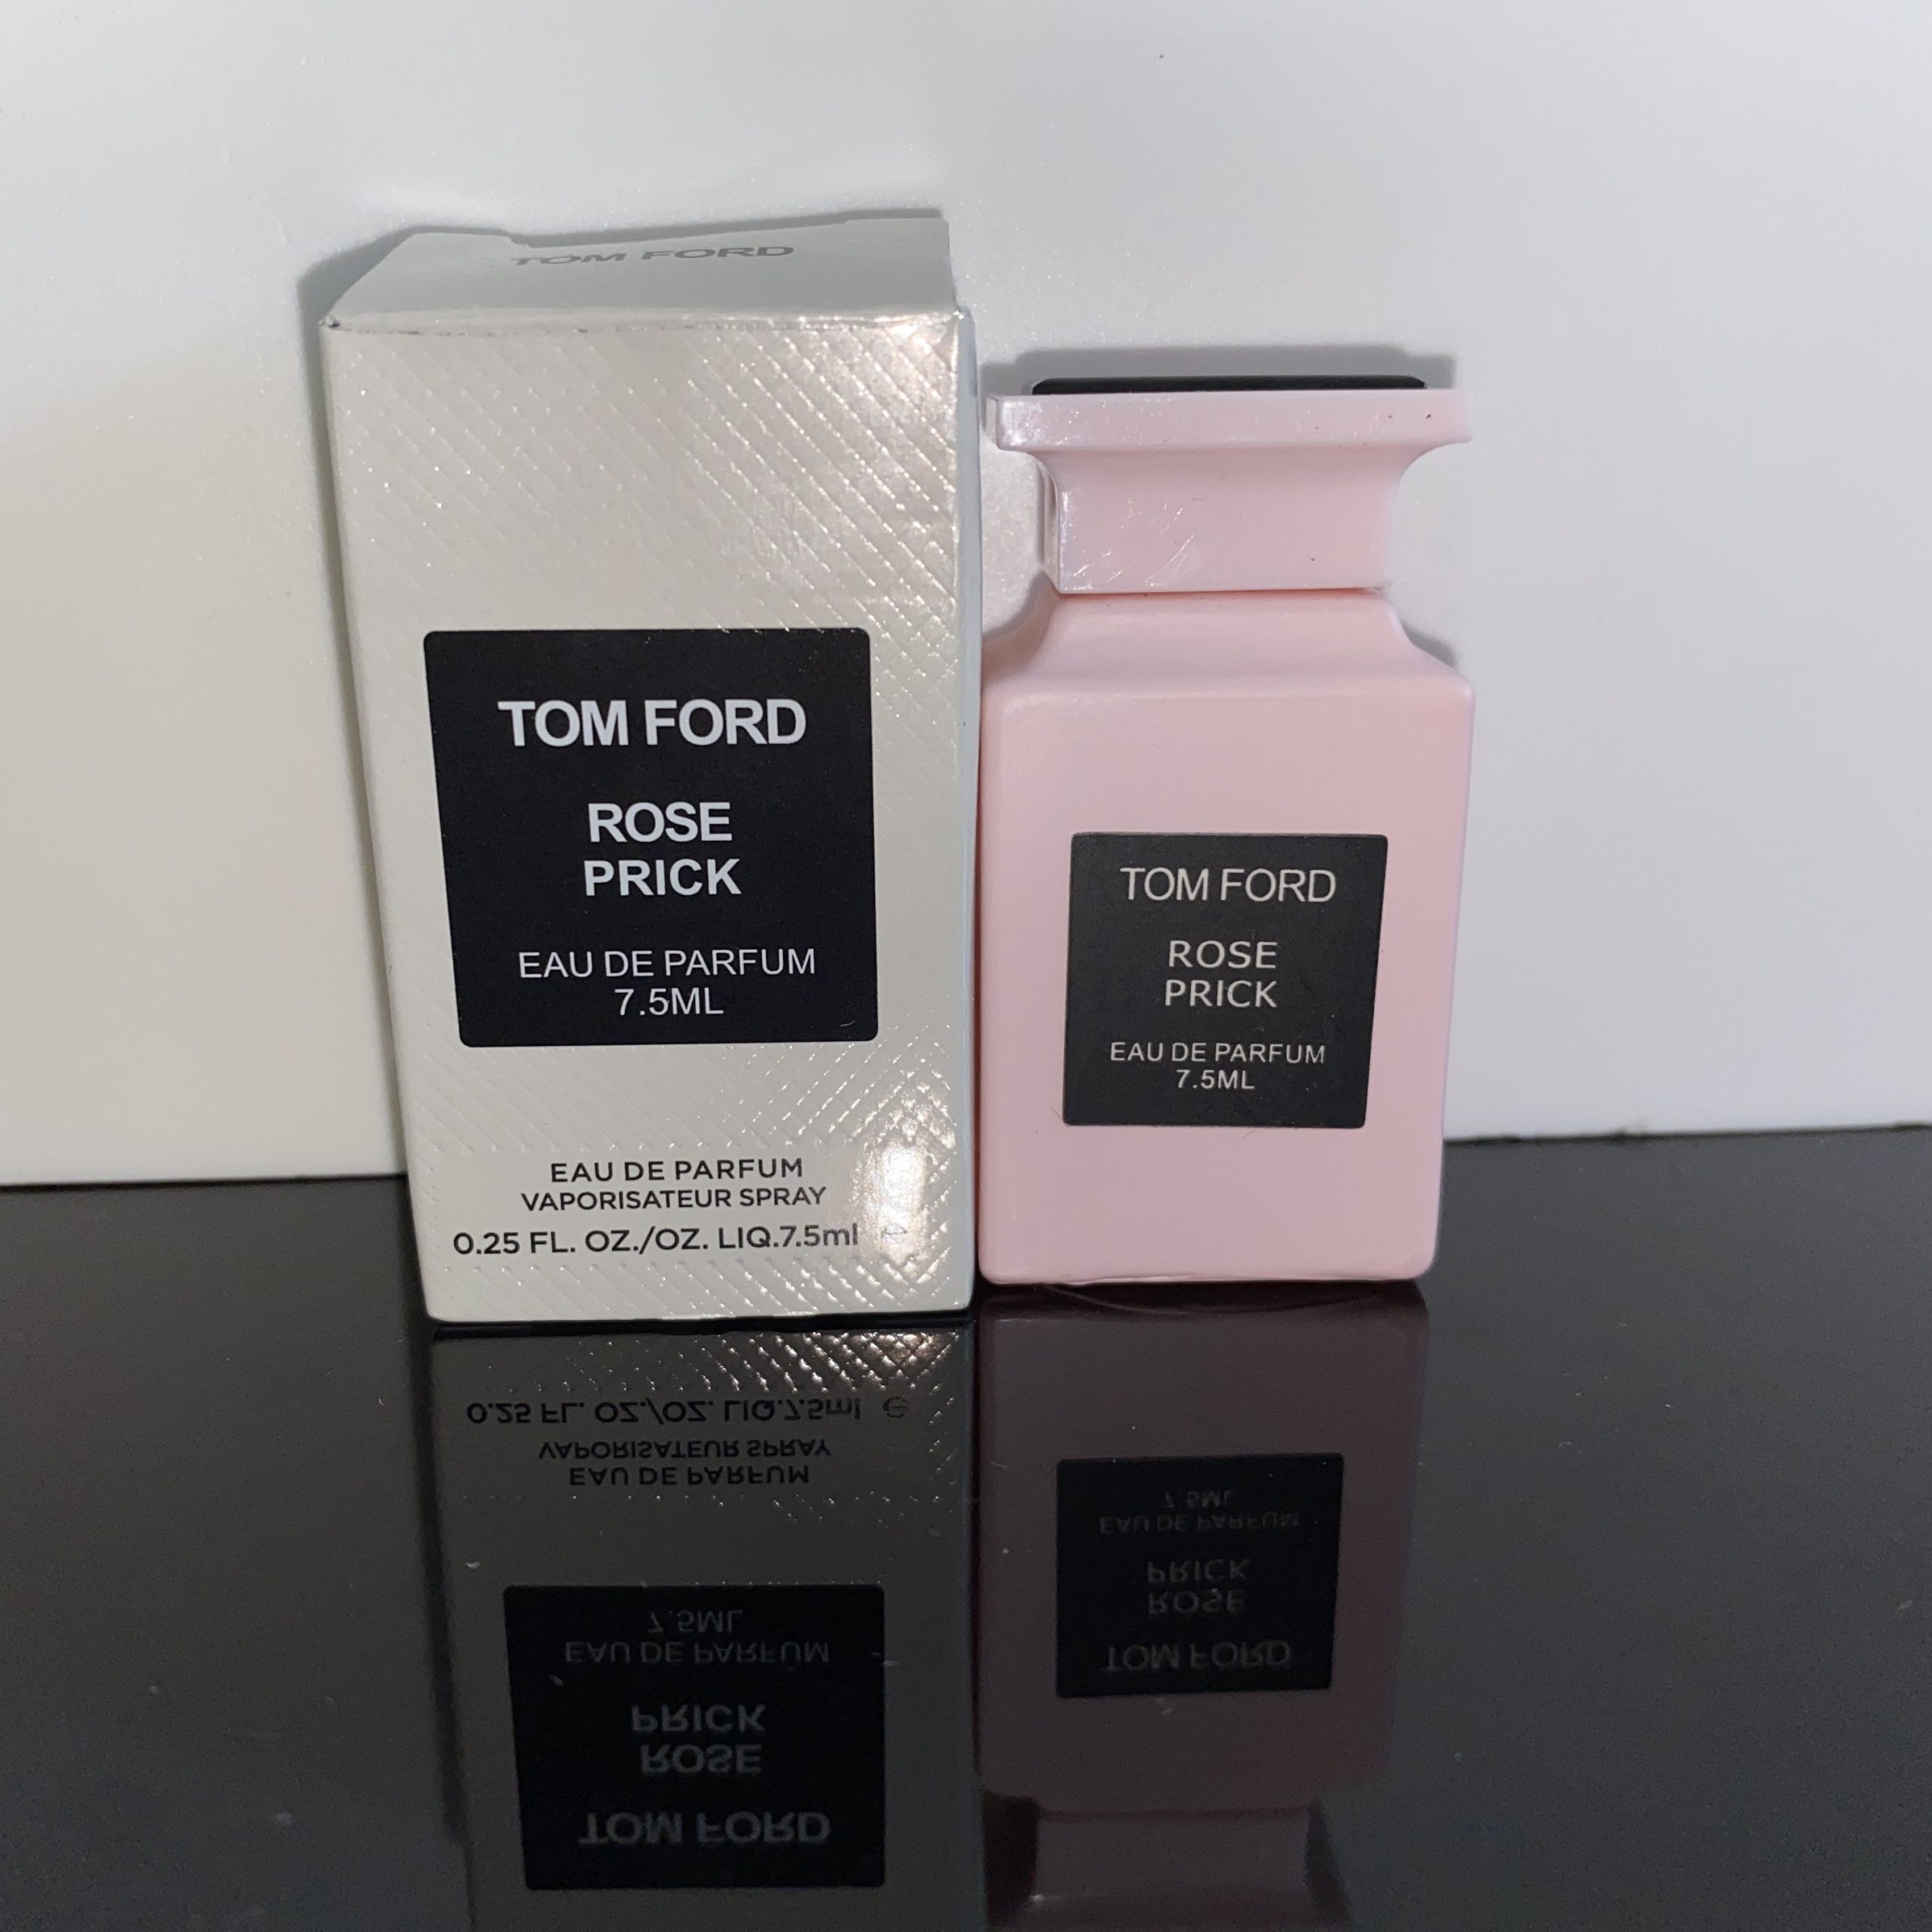 TOM FORD
TOM FORD
ROSE
PRICK
EAU DE PARFUM
7.5ML
EAU DE PARFUM
VAPORISATEUR SPRAY
0.25 FL. OZ./OZ. LIQ.7.5ml ℮
TOM FORD
ROSE
PRICK
EAU DE PARFUM
7.5ML